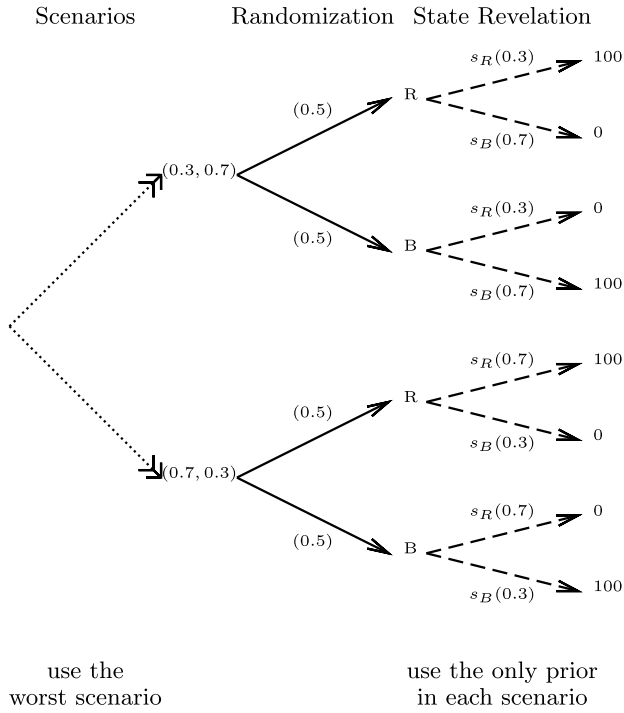 Scenarios Randomization State Revelation
s_R(0.3) 100
(0.5) R
s_B(0.7) 0
(0.3, 0.7)
s_R(0.3) 0
(0.5) B
s_B(0.7) 100
s_R(0.7) 100
(0.5) R
s_B(0.3) 0
(0.7, 0.3)
s_R(0.7) 0
(0.5) B
s_B(0.3) 100
use the
worst scenario
use the only prior
in each scenario